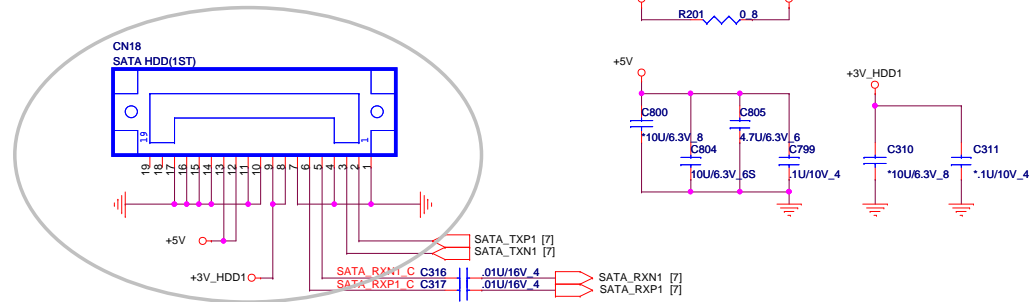 R201 0_8
CN18
SATA HDD(1ST)
+5V
+3V_HDD1
C800
*10U/6.3V_8
C805
4.7U/6.3V_6
C804
10U/6.3V_6S
C799
.1U/10V_4
C310
*10U/6.3V_8
C311
*.1U/10V_4
19 1
19 18 17 16 15 14 13 12 11 10 9 8 7 6 5 4 3 2 1
+5V
SATA_TXP1 [7]
SATA_TXN1 [7]
+3V_HDD1
SATA_RXN1_C C316 .01U/16V_4 SATA_RXN1 [7]
SATA_RXP1_C C317 .01U/16V_4 SATA_RXP1 [7]